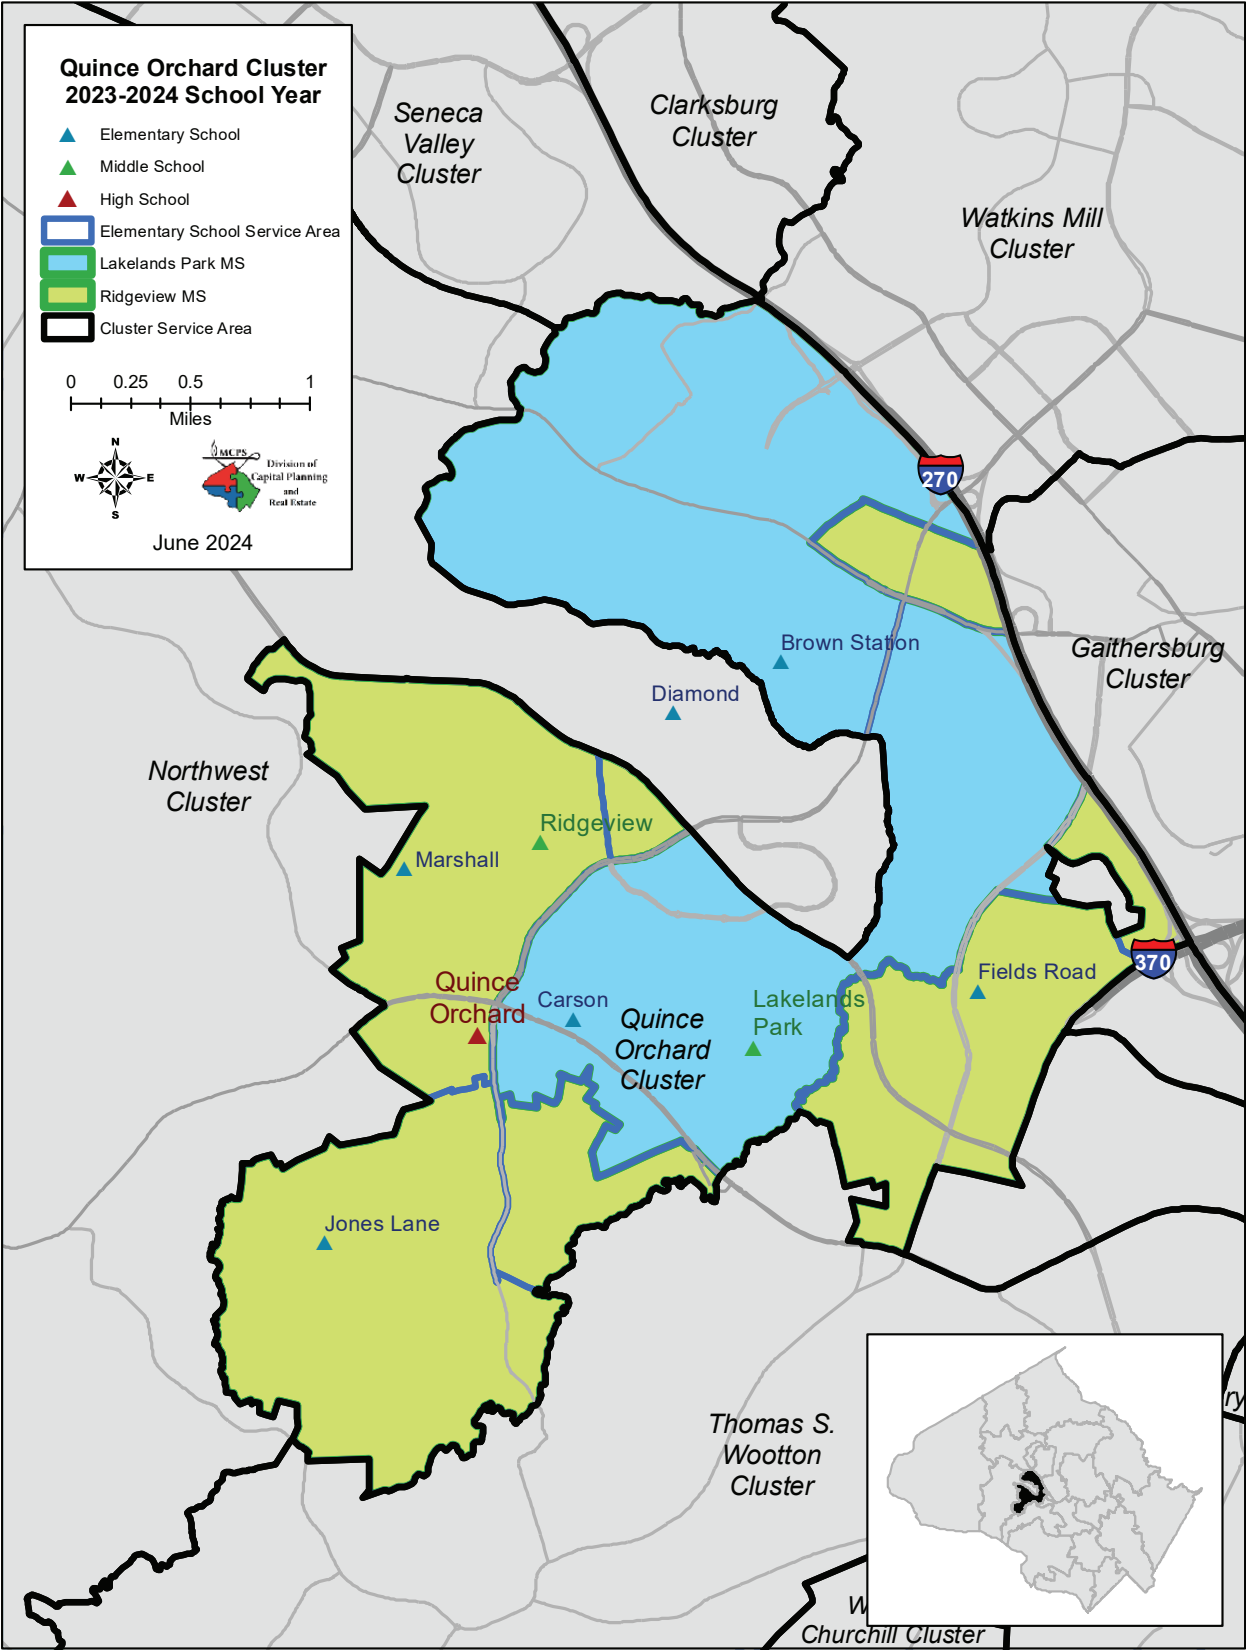 Quince Orchard Cluster
2023-2024 School Year
Elementary School
Middle School
High School
Elementary School Service Area
Lakelands Park MS
Ridgeview MS
Cluster Service Area
0 0.25 0.5 1
Miles
N
W E
S
MCPS
Division of
Capital Planning
and
Real Estate
June 2024
Seneca
Valley
Cluster
Clarksburg
Cluster
Watkins Mill
Cluster
270
Brown Station
Diamond
Gaithersburg
Cluster
Northwest
Cluster
Ridgeview
Marshall
370
Fields Road
Quince
Orchard
Carson
Lakelands
Park
Quince
Orchard
Cluster
Jones Lane
Thomas S.
Wootton
Cluster
ry
W
Churchill Cluster